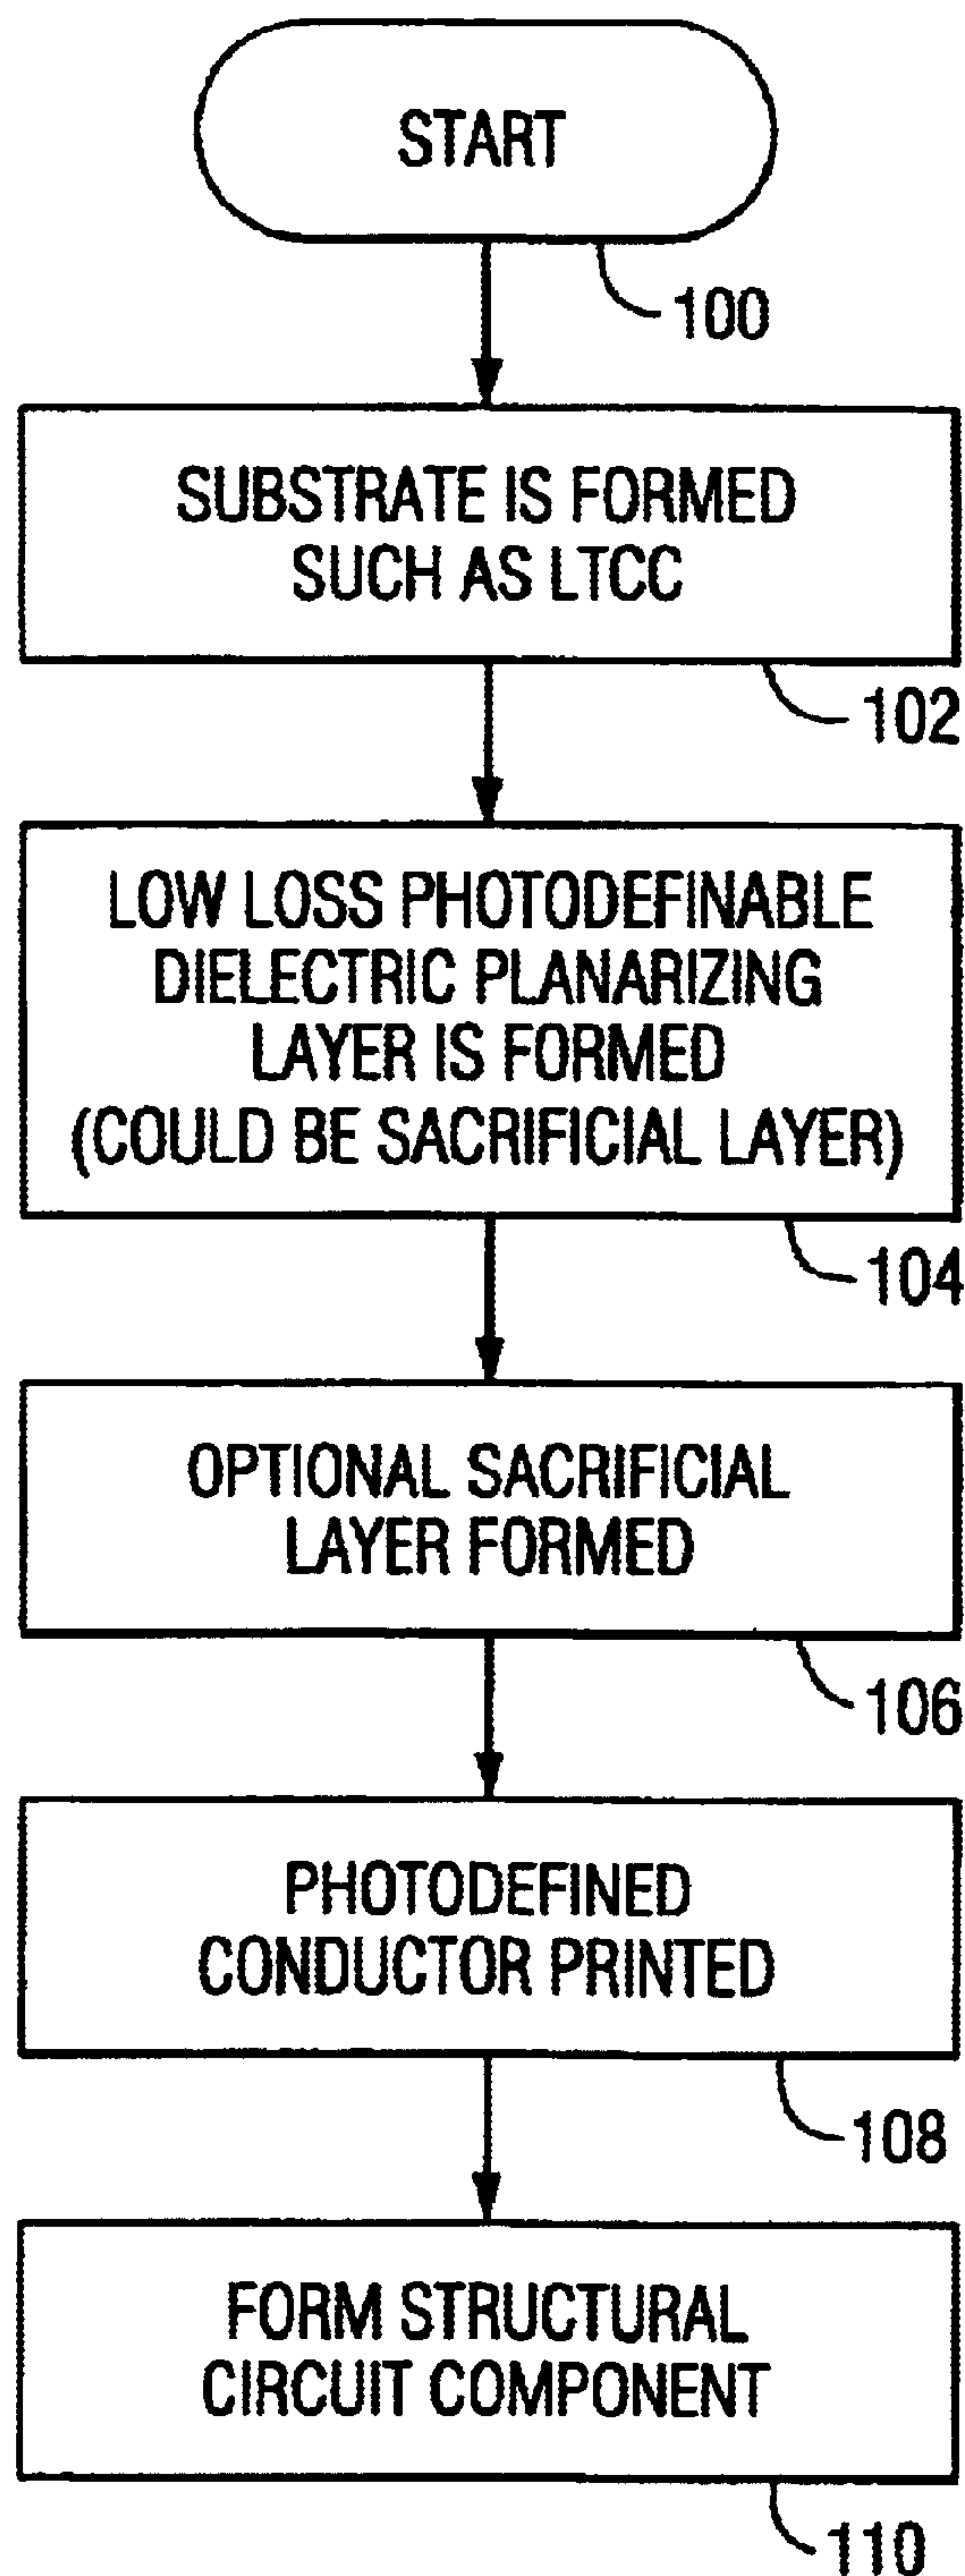 START
100
SUBSTRATE IS FORMED
SUCH AS LTCC
102
LOW LOSS PHOTODEFINABLE
DIELECTRIC PLANARIZING
LAYER IS FORMED
(COULD BE SACRIFICIAL LAYER)
104
OPTIONAL SACRIFICIAL
LAYER FORMED
106
PHOTODEFINED
CONDUCTOR PRINTED
108
FORM STRUCTURAL
CIRCUIT COMPONENT
110